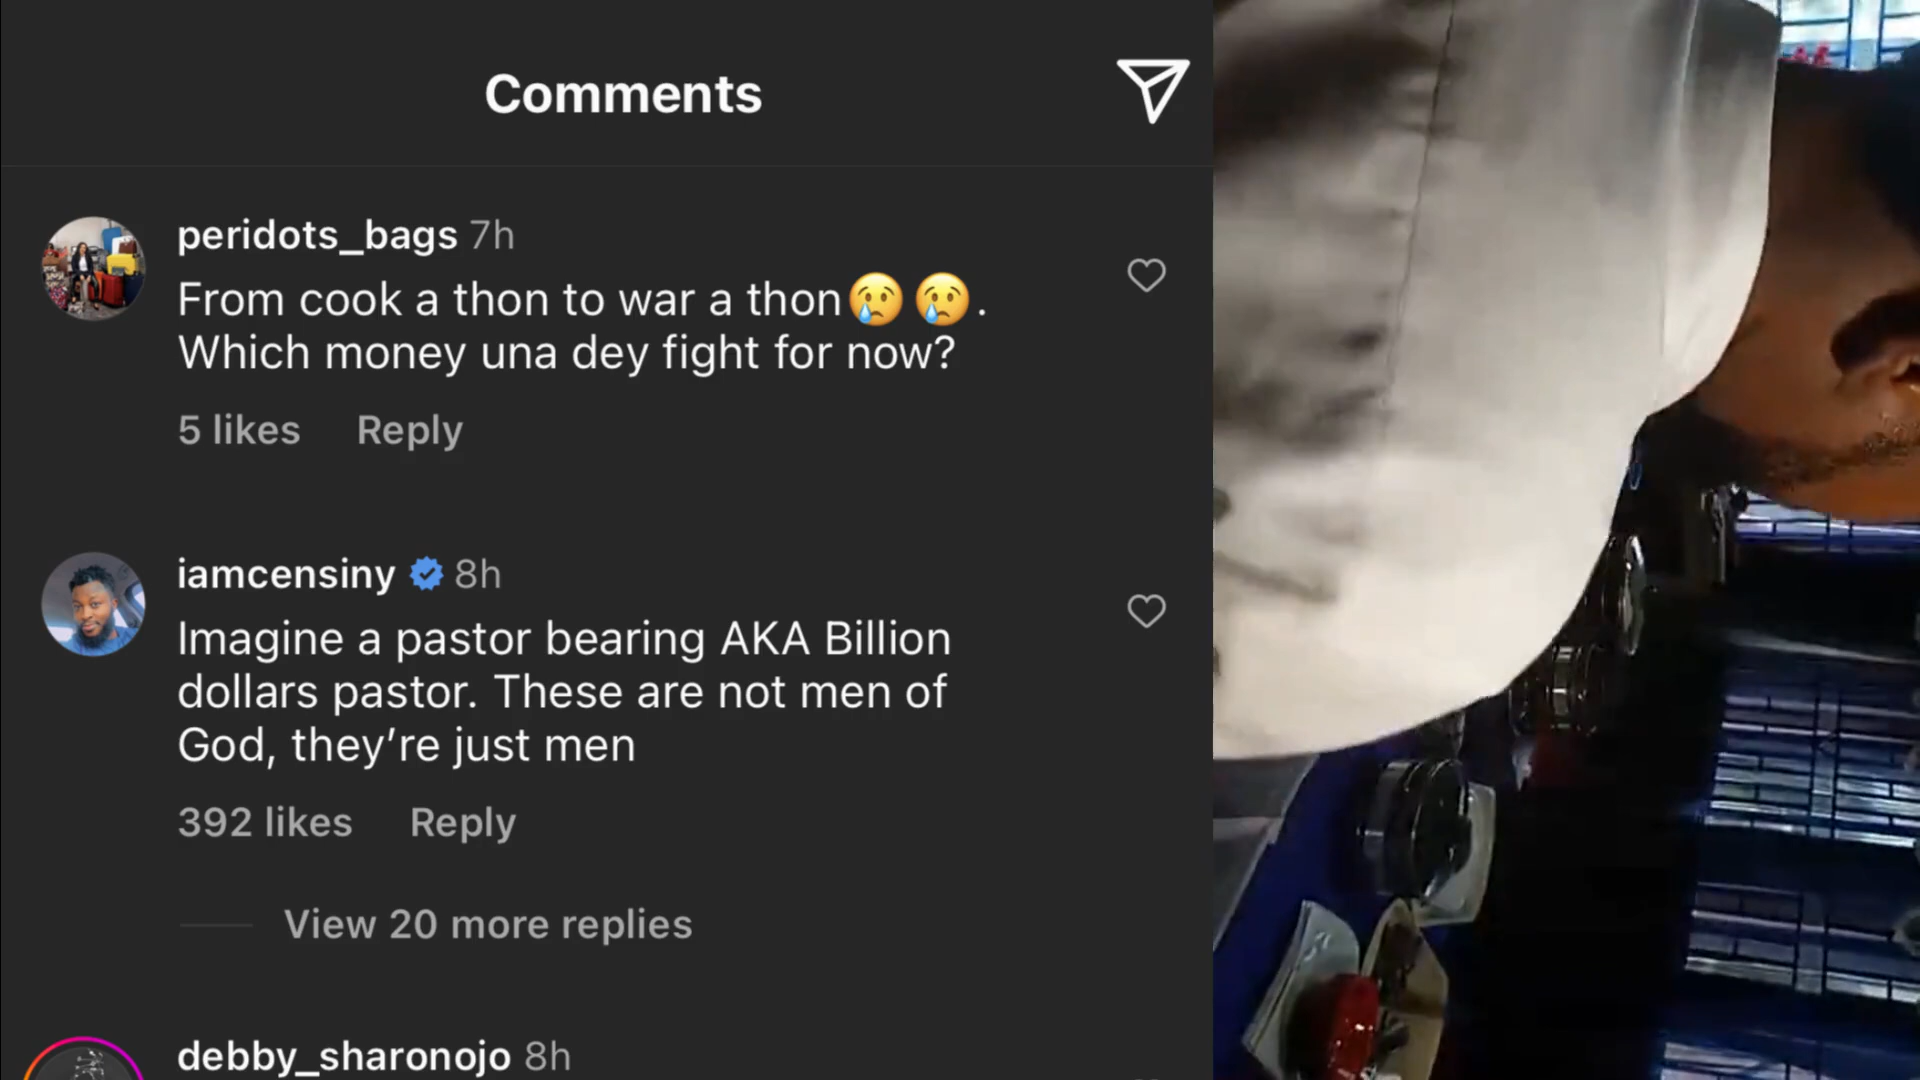 Comments
peridots_bags 7h
From cook a thon to war a thon😢😢.
Which money una dey fight for now?
5 likes Reply
iamcensiny 8h
Imagine a pastor bearing AKA Billion
dollars pastor. These are not men of
God, they’re just men
392 likes Reply
View 20 more replies
debby_sharonojo 8h